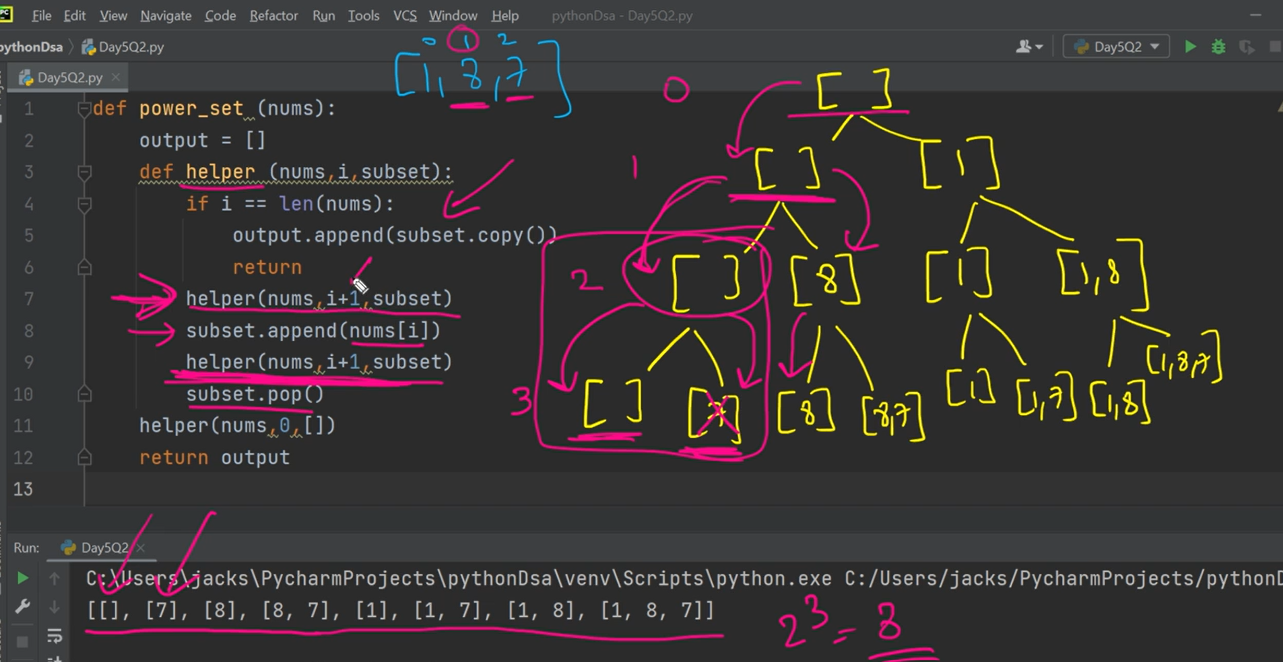 File Edit View Navigate Code Refactor Run Tools VCS Window Help pythonDsa - Day5Q2.py
pythonDsa Day5Q2.py Day5Q2
Day5Q2.py
0 1 2
[1, 8, 7]
1 def power_set (nums):
2 output = []
3 def helper (nums,i,subset):
4 if i == len(nums):
5 output.append(subset.copy())
6 return
7 helper(nums,i+1,subset)
8 subset.append(nums[i])
9 helper(nums,i+1,subset)
10 subset.pop()
11 helper(nums,0,[])
12 return output
13
0 [ ]
1 [ ] [1]
2 [ ] [8] [1] [1,8]
3 [ ] [7] [8] [8,7] [1] [1,7] [1,8] [1,8,7]
Run: Day5Q2
C:\Users\jacks\PycharmProjects\pythonDsa\venv\Scripts\python.exe C:/Users/jacks/PycharmProjects/pythonD
[[], [7], [8], [8, 7], [1], [1, 7], [1, 8], [1, 8, 7]]
2³ = 8